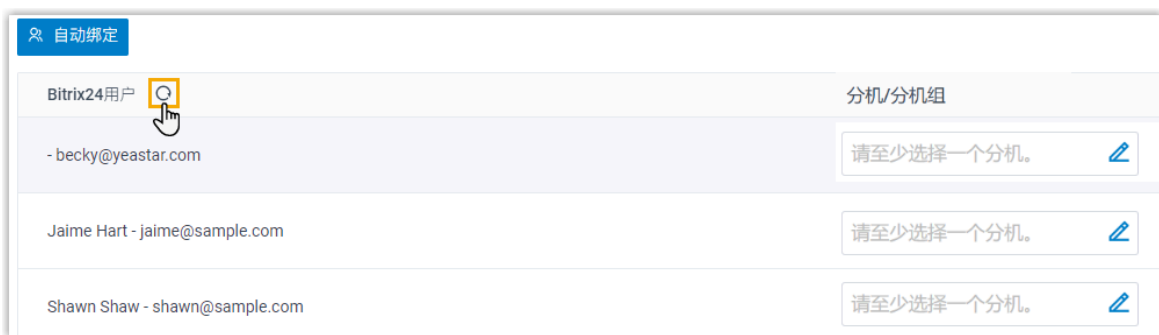 自动绑定
Bitrix24用户 分机/分机组
- becky@yeastar.com 请至少选择一个分机。
Jaime Hart - jaime@sample.com 请至少选择一个分机。
Shawn Shaw - shawn@sample.com 请至少选择一个分机。